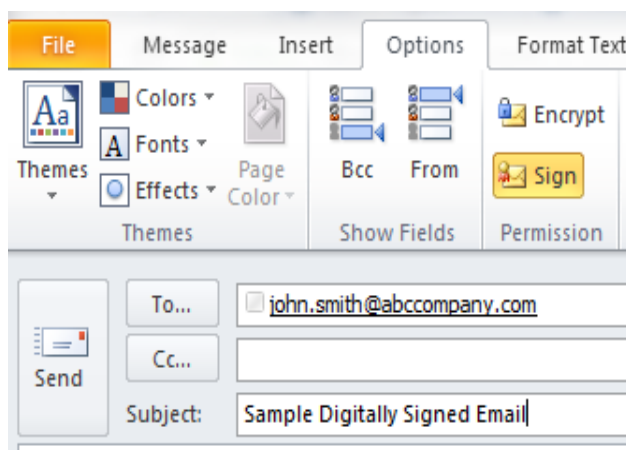 File Message Insert Options Format Text
Aa Colors Encrypt
A Fonts
Themes Page Color Bcc From Sign
Effects
Themes Show Fields Permission
To... john.smith@abccompany.com
Send Cc...
Subject: Sample Digitally Signed Email